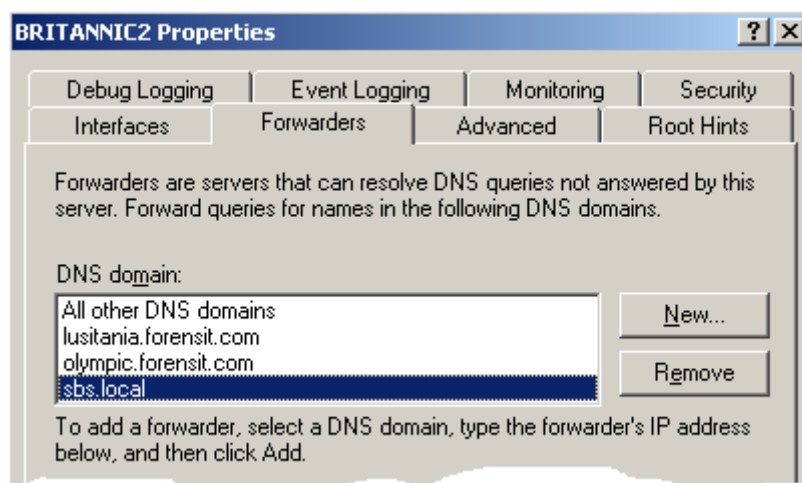 BRITANNIC2 Properties
Debug Logging Event Logging Monitoring Security
Interfaces Forwarders Advanced Root Hints
Forwarders are servers that can resolve DNS queries not answered by this
server. Forward queries for names in the following DNS domains.
DNS domain:
All other DNS domains
lusitania.forensit.com
olympic.forensit.com
sbs.local
New...
Remove
To add a forwarder, select a DNS domain, type the forwarder's IP address
below, and then click Add.